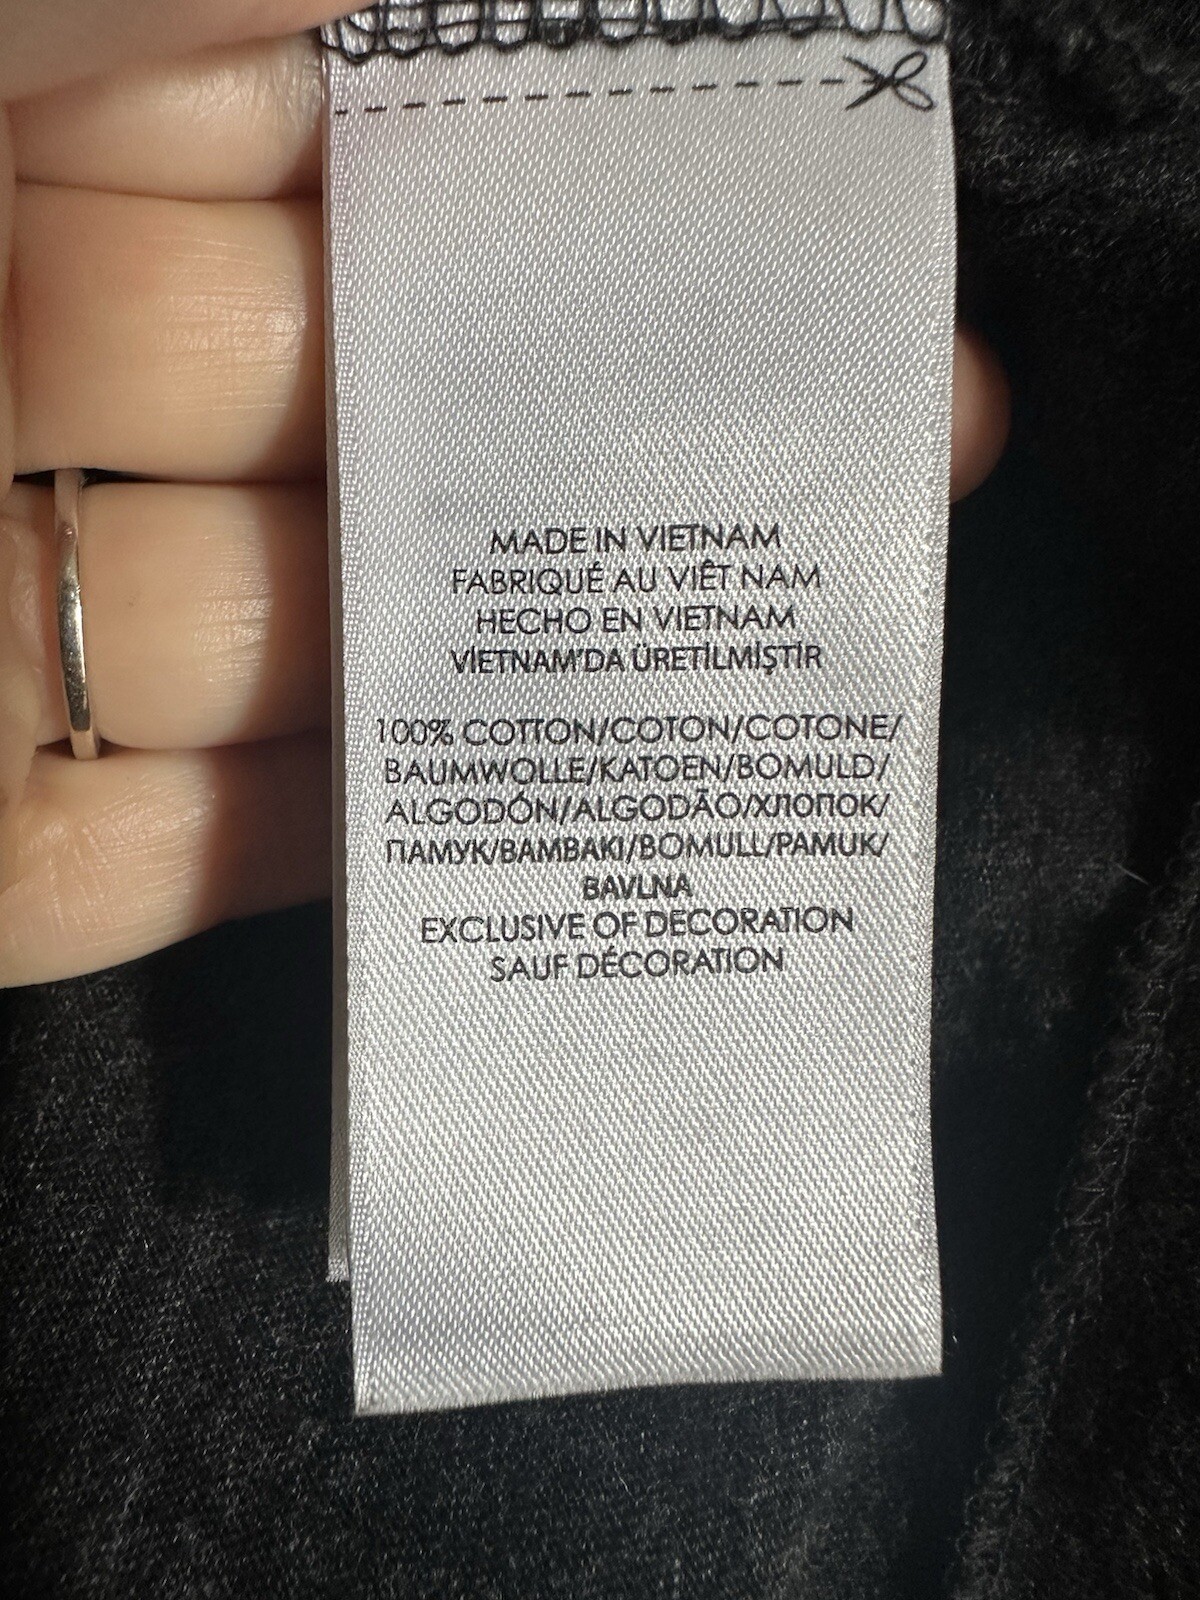 MADE IN VIETNAM
FABRIQUÉ AU VIÊT NAM
HECHO EN VIETNAM
VİETNAM'DA ÜRETİLMİŞTİR
100% COTTON/COTON/COTONE/
BAUMWOLLE/KATOEN/BOMULD/
ALGODÓN/ALGODÃO/ХЛОПОК/
ПАМУК/BAMBAKI/BOMULL/PAMUK/
BAVLNA
EXCLUSIVE OF DECORATION
SAUF DÉCORATION